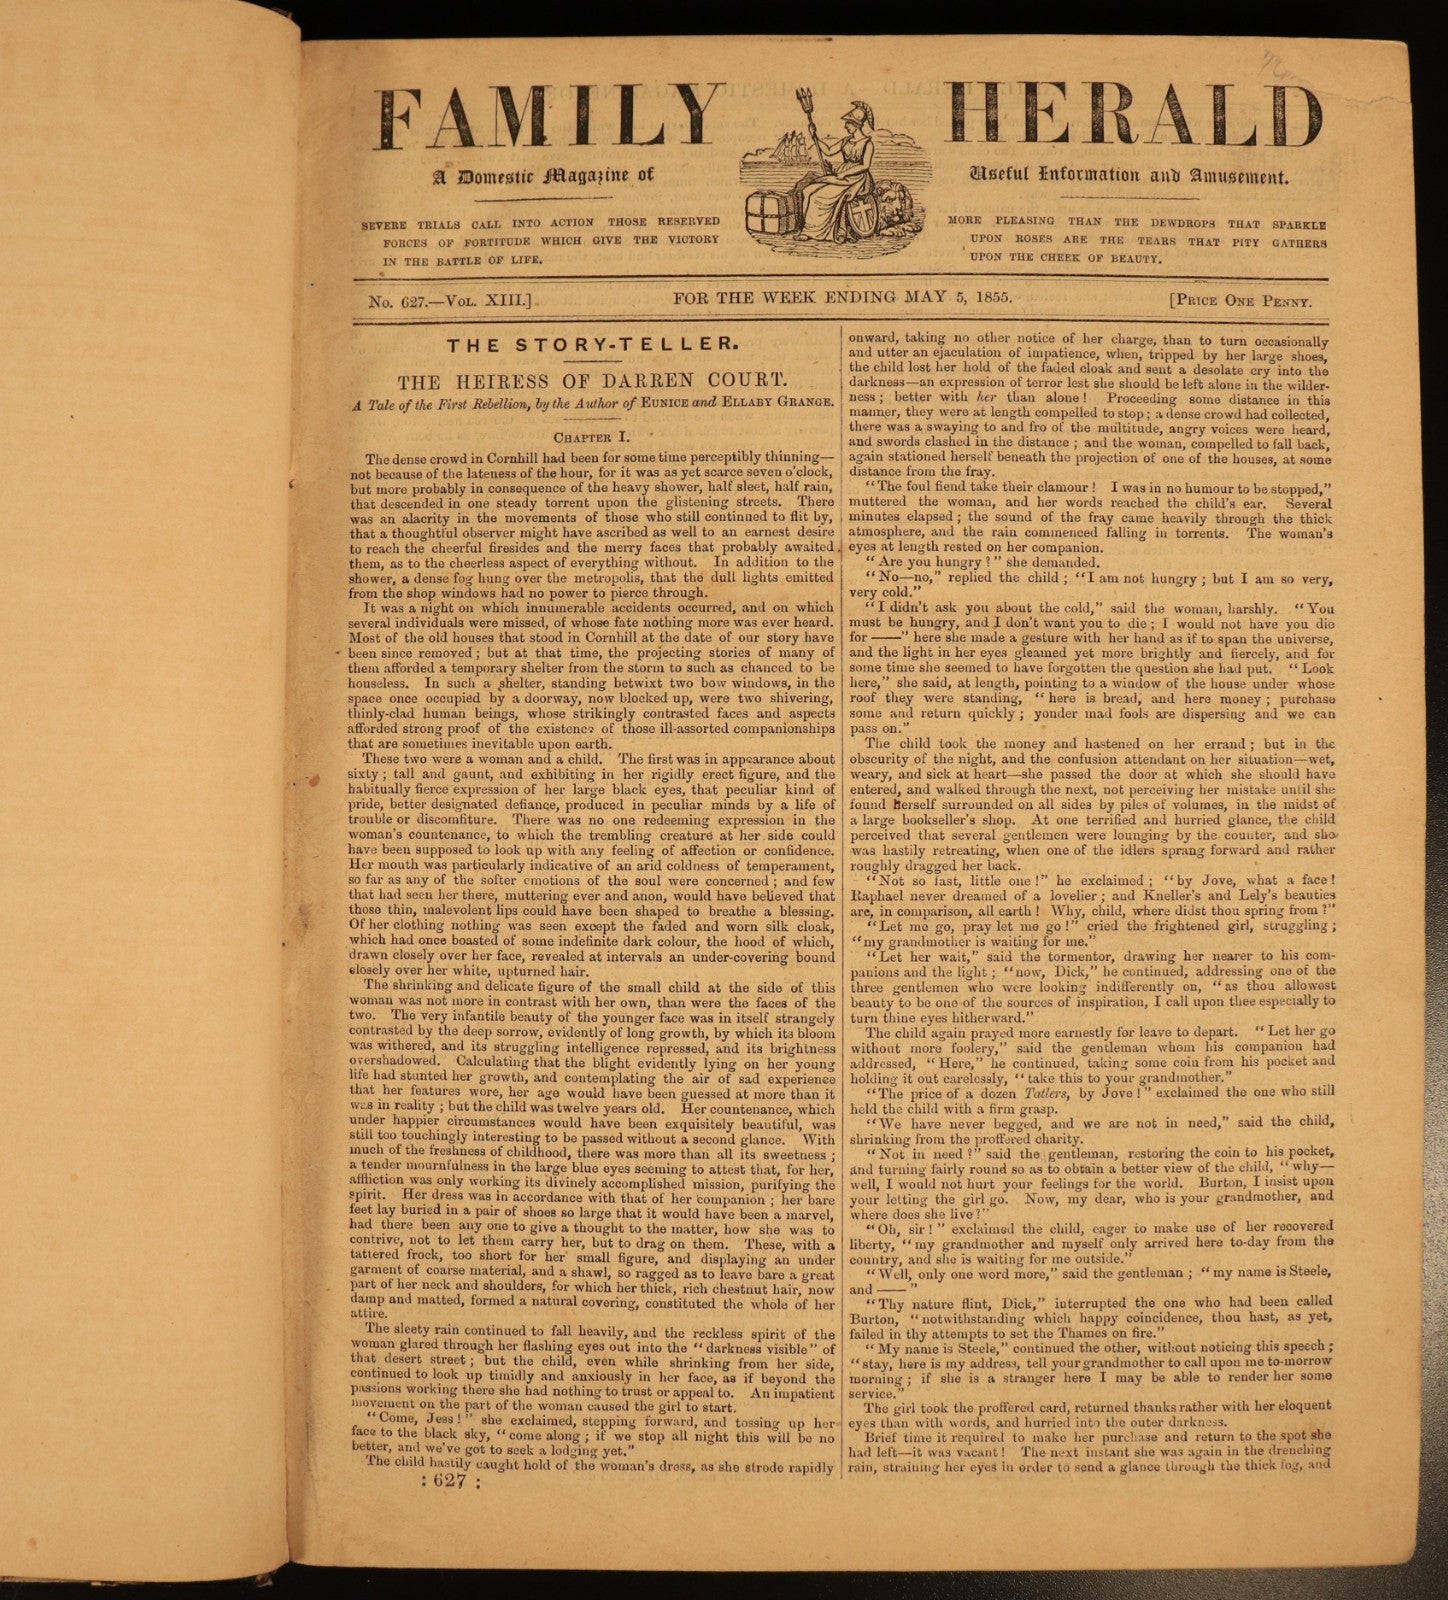 FAMILY HERALD
A Domestic Magazine of
Useful Information and Amusement.
SEVERE TRIALS CALL INTO ACTION THOSE RESERVED
FORCES OF FORTITUDE WHICH GIVE THE VICTORY
IN THE BATTLE OF LIFE.
MORE PLEASING THAN THE DEWDROPS THAT SPARKLE
UPON ROSES ARE THE TEARS THAT PITY GATHERS
UPON THE CHEEK OF BEAUTY.
No. 627.—Vol. XIII.]
FOR THE WEEK ENDING MAY 5, 1855.
[Price One Penny.
THE STORY-TELLER.
THE HEIRESS OF DARREN COURT.
A Tale of the First Rebellion, by the Author of Eunice and Ellaby Grange.
Chapter I.
The dense crowd in Cornhill had been for some time perceptibly thinning—
not because of the lateness of the hour, for it was as yet scarce seven o'clock,
but more probably in consequence of the heavy shower, half sleet, half rain,
that descended in one steady torrent upon the glistening streets. There
was an alacrity in the movements of those who still continued to flit by,
that a thoughtful observer might have ascribed as well to an earnest desire
to reach the cheerful firesides and the merry faces that probably awaited
them, as to the cheerless aspect of everything without. In addition to the
shower, a dense fog hung over the metropolis, that the dull lights emitted
from the shop windows had no power to pierce through.
It was a night on which innumerable accidents occurred, and on which
several individuals were missed, of whose fate nothing more was ever heard.
Most of the old houses that stood in Cornhill at the date of our story have
been since removed; but at that time, the projecting stories of many of
them afforded a temporary shelter from the storm to such as chanced to be
houseless. In such a shelter, standing betwixt two bow windows, in the
space once occupied by a doorway, now blocked up, were two shivering,
thinly-clad human beings, whose strikingly contrasted faces and aspects
afforded strong proof of the existence of those ill-assorted companionships
that are sometimes inevitable upon earth.
These two were a woman and a child. The first was in appearance about
sixty; tall and gaunt, and exhibiting in her rigidly erect figure, and the
habitually fierce expression of her large black eyes, that peculiar kind of
pride, better designated defiance, produced in peculiar minds by a life of
trouble or discomfiture. There was no one redeeming expression in the
woman's countenance, to which the trembling creature at her side could
have been supposed to look up with any feeling of affection or confidence.
Her mouth was particularly indicative of an arid coldness of temperament,
so far as any of the softer emotions of the soul were concerned; and few
that had seen her there, muttering ever and anon, would have believed that
those thin, malevolent lips could have been shaped to breathe a blessing.
Of her clothing nothing was seen except the faded and worn silk cloak,
which had once boasted of some indefinite dark colour, the hood of which,
drawn closely over her face, revealed at intervals an under-covering bound
closely over her white, upturned hair.
The shrinking and delicate figure of the small child at the side of this
woman was not more in contrast with her own, than were the faces of the
two. The very infantile beauty of the younger face was in itself strangely
contrasted by the deep sorrow, evidently of long growth, by which its bloom
was withered, and its struggling intelligence repressed, and its brightness
overshadowed. Calculating that the blight evidently lying on her young
life had stunted her growth, and contemplating the air of sad experience
that her features wore, her age would have been guessed at more than it
was in reality; but the child was twelve years old. Her countenance, which
under happier circumstances would have been exquisitely beautiful, was
still too touchingly interesting to be passed without a second glance. With
much of the freshness of childhood, there was more than all its sweetness;
a tender mournfulness in the large blue eyes seeming to attest that, for her,
affliction was only working its divinely accomplished mission, purifying the
spirit. Her dress was in accordance with that of her companion; her bare
feet lay buried in a pair of shoes so large that it would have been a marvel,
had there been any one to give a thought to the matter, how she was to
contrive, not to let them carry her, but to drag on them. These, with a
tattered frock, too short for her small figure, and displaying an under
garment of coarse material, and a shawl, so ragged as to leave bare a great
part of her neck and shoulders, for which her thick, rich chestnut hair, now
damp and matted, formed a natural covering, constituted the whole of her
attire.
The sleety rain continued to fall heavily, and the reckless spirit of the
woman glared through her flashing eyes out into the "darkness visible" of
that desert street; but the child, even while shrinking from her side,
continued to look up timidly and anxiously in her face, as if beyond the
passions working there she had nothing to trust or appeal to. An impatient
movement on the part of the woman caused the girl to start.
"Come, Jess!" she exclaimed, stepping forward, and tossing up her
face to the black sky, "come along; if we stop all night this will be no
better, and we've got to seek a lodging yet."
The child hastily caught hold of the woman's dress, as she strode rapidly
: 627 :
onward, taking no other notice of her charge, than to turn occasionally
and utter an ejaculation of impatience, when, tripped by her large shoes,
the child lost her hold of the faded cloak and sent a desolate cry into the
darkness—an expression of terror lest she should be left alone in the wilder-
ness; better with her than alone! Proceeding some distance in this
manner, they were at length compelled to stop; a dense crowd had collected,
there was a swaying to and fro of the multitude, angry voices were heard,
and swords clashed in the distance; and the woman, compelled to fall back,
again stationed herself beneath the projection of one of the houses, at some
distance from the fray.
"The foul fiend take their clamour! I was in no humour to be stopped,"
muttered the woman, and her words reached the child's ear. Several
minutes elapsed; the sound of the fray came heavily through the thick
atmosphere, and the rain commenced falling in torrents. The woman's
eyes at length rested on her companion.
"Are you hungry?" she demanded.
"No—no," replied the child; "I am not hungry; but I am so very,
very cold."
"I didn't ask you about the cold," said the woman, harshly. "You
must be hungry, and I don't want you to die; I would not have you die
for ——" here she made a gesture with her hand as if to span the universe,
and the light in her eyes gleamed yet more brightly and fiercely, and for
some time she seemed to have forgotten the question she had put. "Look
here," she said, at length, pointing to a window of the house under whose
roof they were standing, "here is bread, and here money; purchase
some and return quickly; yonder mad fools are dispersing and we can
pass on."
The child took the money and hastened on her errand; but in the
obscurity of the night, and the confusion attendant on her situation—wet,
weary, and sick at heart—she passed the door at which she should have
entered, and walked through the next, not perceiving her mistake until she
found herself surrounded on all sides by piles of volumes, in the midst of
a large bookseller's shop. At one terrified and hurried glance, the child
perceived that several gentlemen were lounging by the counter, and she
was hastily retreating, when one of the idlers sprang forward and rather
roughly dragged her back.
"Not so fast, little one!" he exclaimed; "by Jove, what a face!
Raphael never dreamed of a lovelier; and Kneller's and Lely's beauties
are, in comparison, all earth! Why, child, where didst thou spring from?"
"Let me go, pray let me go!" cried the frightened girl, struggling;
"my grandmother is waiting for me."
"Let her wait," said the tormentor, drawing her nearer to his com-
panions and the light; "now, Dick," he continued, addressing one of the
three gentlemen who were looking indifferently on, "as thou allowest
beauty to be one of the sources of inspiration, I call upon thee especially to
turn thine eyes hitherward."
The child again prayed more earnestly for leave to depart. "Let her go
without more foolery," said the gentleman whom his companion had
addressed, "Here," he continued, taking some coin from his pocket and
holding it out carelessly, "take this to your grandmother."
"The price of a dozen Tatlers, by Jove!" exclaimed the one who still
held the child with a firm grasp.
"We have never begged, and we are not in need," said the child,
shrinking from the proffered charity.
"Not in need?" said the gentleman, restoring the coin to his pocket,
and turning fairly round so as to obtain a better view of the child, "why—
well, I would not hurt your feelings for the world. Burton, I insist upon
your letting the girl go. Now, my dear, who is your grandmother, and
where does she live?"
"Oh, sir!" exclaimed the child, eager to make use of her recovered
liberty, "my grandmother and myself only arrived here to-day from the
country, and she is waiting for me outside."
"Well, only one word more," said the gentleman; "my name is Steele,
and ——"
"Thy nature flint, Dick," interrupted the one who had been called
Burton, "notwithstanding which happy coincidence, thou hast, as yet,
failed in thy attempts to set the Thames on fire."
"My name is Steele," continued the other, without noticing this speech;
"stay, here is my address, tell your grandmother to call upon me to-morrow
morning; if she is a stranger here I may be able to render her some
service."
The girl took the proffered card, returned thanks rather with her eloquent
eyes than with words, and hurried into the outer darkness.
Brief time it required to make her purchase and return to the spot she
had left—it was vacant! The next instant she was again in the drenching
rain, straining her eyes in order to send a glance through the thick fog, and